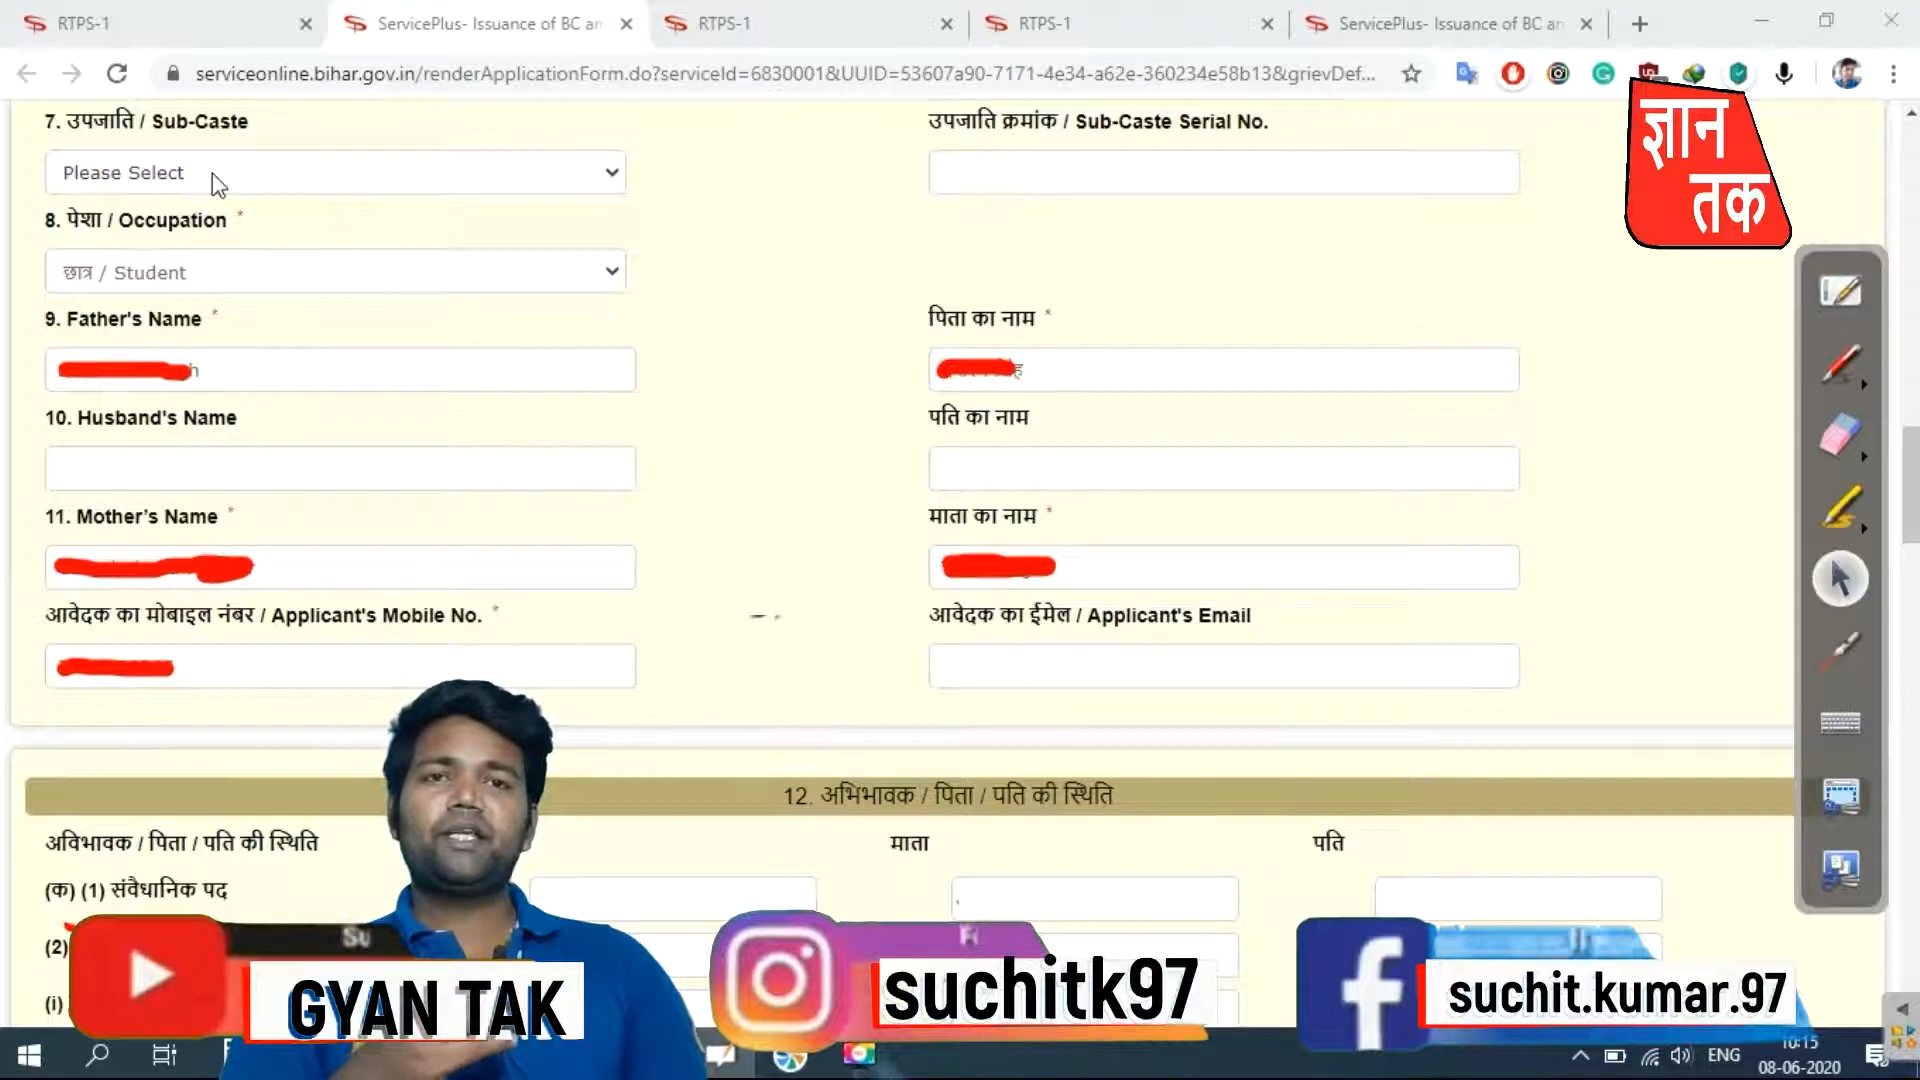 RTPS-1
ServicePlus- Issuance of BC an
RTPS-1
RTPS-1
ServicePlus- Issuance of BC an
serviceonline.bihar.gov.in/renderApplicationForm.do?serviceId=6830001&UUID=53607a90-7171-4e34-a62e-360234e58b13&grievDef...
ज्ञान
तक
7. उपजाति / Sub-Caste
उपजाति क्रमांक / Sub-Caste Serial No.
Please Select
8. पेशा / Occupation *
छात्र / Student
9. Father's Name *
पिता का नाम *
h
10. Husband's Name
पति का नाम
11. Mother's Name *
माता का नाम *
आवेदक का मोबाइल नंबर / Applicant's Mobile No. *
आवेदक का ईमेल / Applicant's Email
12. अभिभावक / पिता / पति की स्थिति
अविभावक / पिता / पति की स्थिति
माता
पति
(क) (1) संवैधानिक पद
(2)
Su
(i)
GYAN TAK
suchitk97
suchit.kumar.97
ENG
10:15
08-06-2020